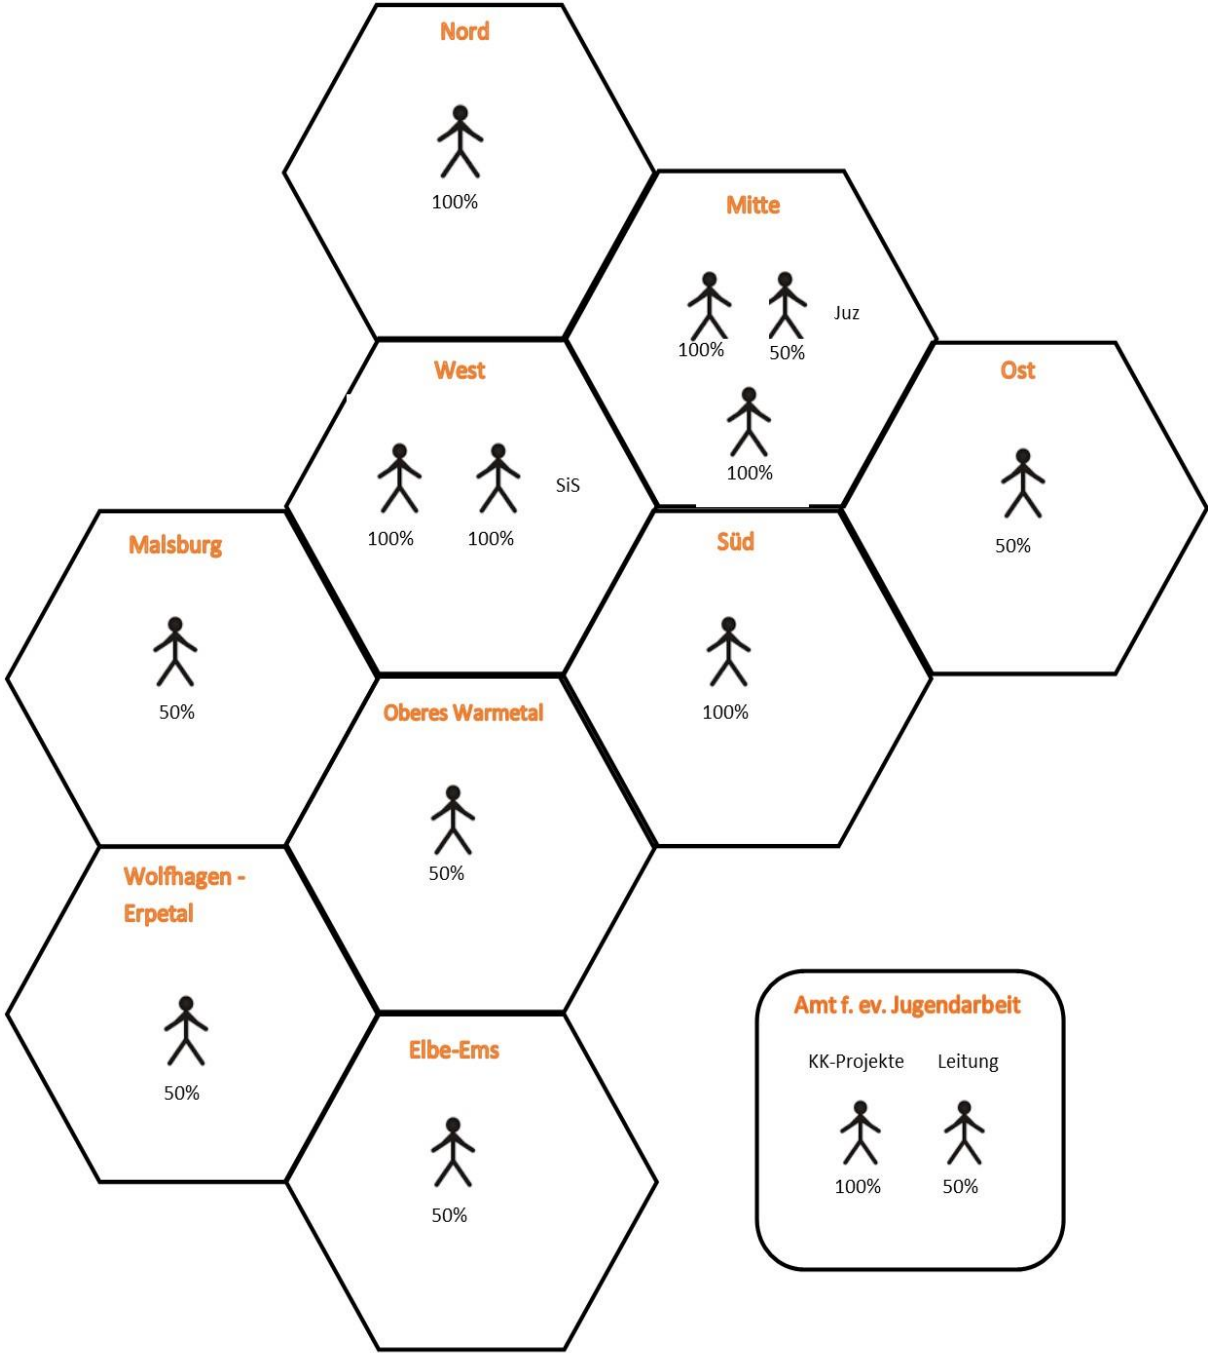 Nord
100%
Mitte
Juz
100%
50%
100%
West
SiS
100%
100%
Ost
50%
Malsburg
50%
Süd
100%
Oberes Warmetal
50%
Wolfhagen -
Erpetal
50%
Elbe-Ems
50%
Amt f. ev. Jugendarbeit
KK-Projekte Leitung
100% 50%